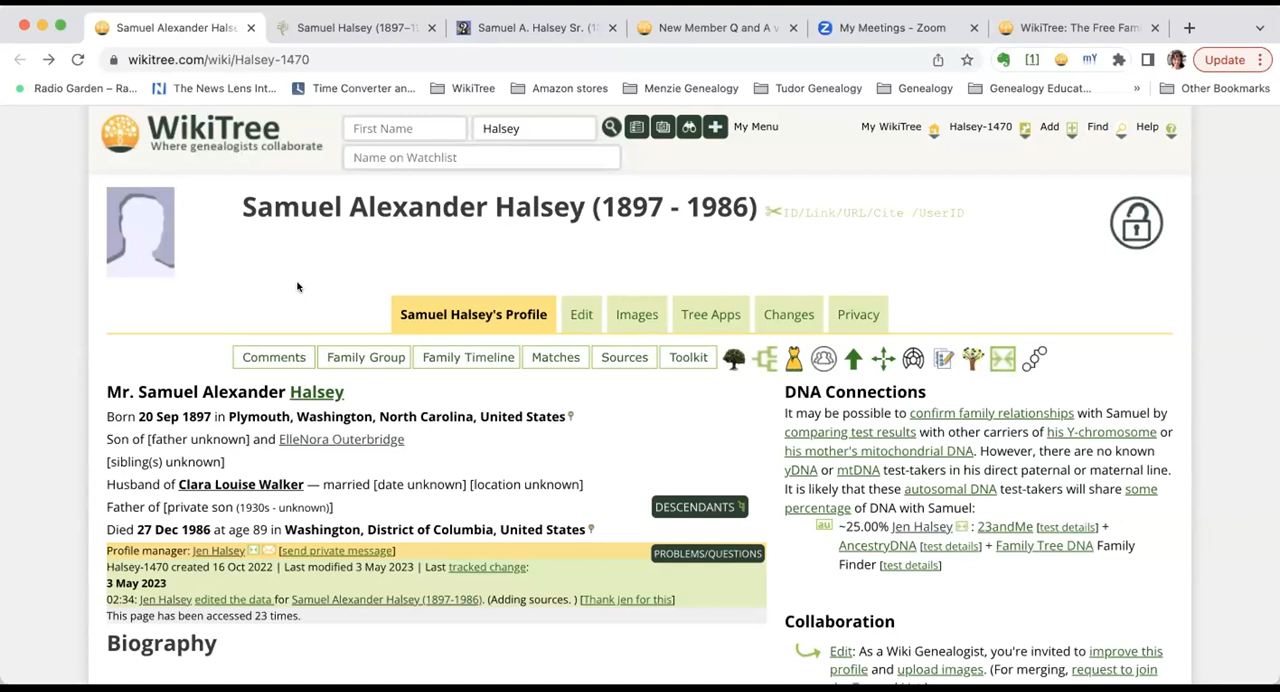 Samuel Alexander Hals
Samuel Halsey (1897–1
Samuel A. Halsey Sr. (1
New Member Q and A v
My Meetings - Zoom
WikiTree: The Free Fam
wikitree.com/wiki/Halsey-1470
[1]
mY
Update
Radio Garden – Ra...
The News Lens Int...
Time Converter an...
WikiTree
Amazon stores
Menzie Genealogy
Tudor Genealogy
Genealogy
Genealogy Educat...
»
Other Bookmarks
WikiTree
Where genealogists collaborate
First Name
Halsey
My Menu
My WikiTree
Halsey-1470
Add
Find
Help
Name on Watchlist
Samuel Alexander Halsey (1897 - 1986)
ID/Link/URL/Cite /UserID
Samuel Halsey's Profile
Edit
Images
Tree Apps
Changes
Privacy
Comments
Family Group
Family Timeline
Matches
Sources
Toolkit
Mr. Samuel Alexander Halsey
Born 20 Sep 1897 in Plymouth, Washington, North Carolina, United States
Son of [father unknown] and ElleNora Outerbridge
[sibling(s) unknown]
Husband of Clara Louise Walker — married [date unknown] [location unknown]
Father of [private son (1930s - unknown)]
DESCENDANTS
Died 27 Dec 1986 at age 89 in Washington, District of Columbia, United States
Profile manager: Jen Halsey [send private message]
PROBLEMS/QUESTIONS
Halsey-1470 created 16 Oct 2022 | Last modified 3 May 2023 | Last tracked change:
3 May 2023
02:34: Jen Halsey edited the data for Samuel Alexander Halsey (1897-1986). (Adding sources. ) [Thank Jen for this]
This page has been accessed 23 times.
Biography
DNA Connections
It may be possible to confirm family relationships with Samuel by
comparing test results with other carriers of his Y-chromosome or
his mother's mitochondrial DNA. However, there are no known
yDNA or mtDNA test-takers in his direct paternal or maternal line.
It is likely that these autosomal DNA test-takers will share some
percentage of DNA with Samuel:
au ~25.00% Jen Halsey : 23andMe [test details] +
AncestryDNA [test details] + Family Tree DNA Family
Finder [test details]
Collaboration
Edit: As a Wiki Genealogist, you're invited to improve this
profile and upload images. (For merging, request to join